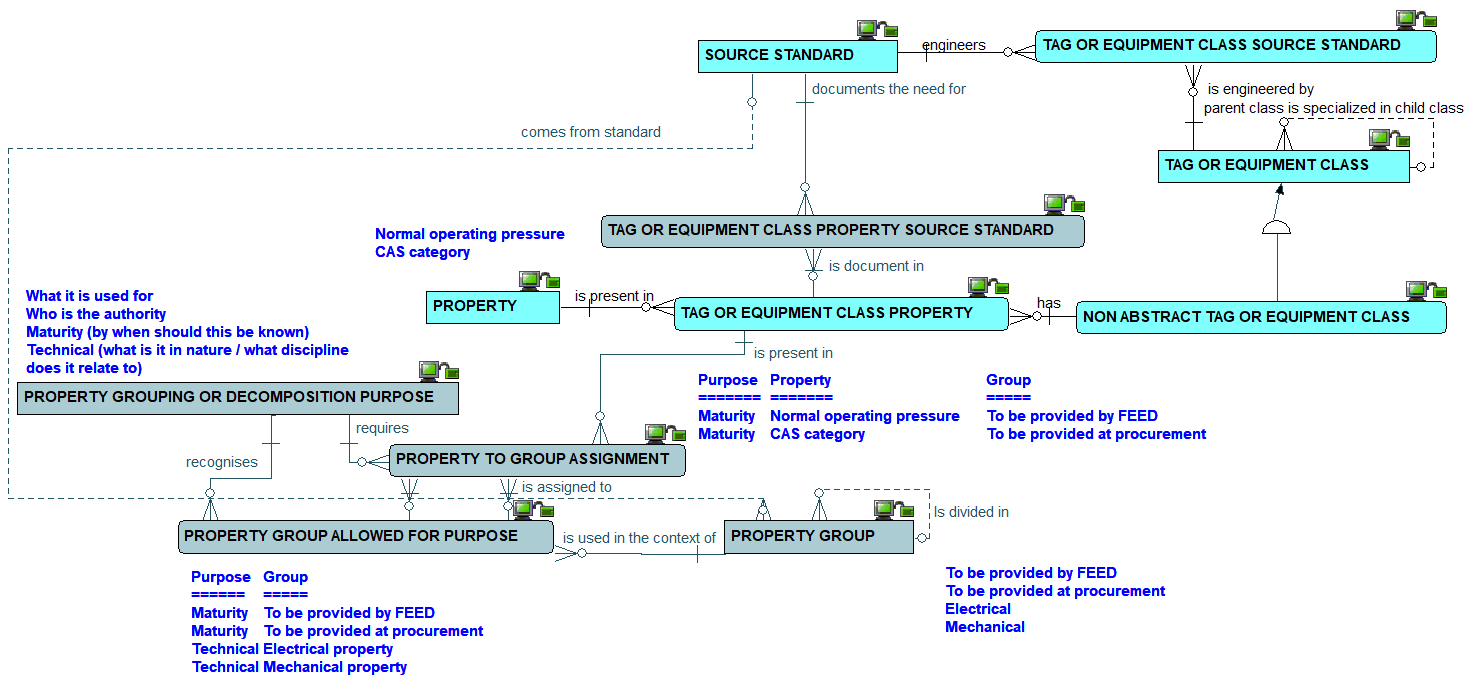 engineers
SOURCE STANDARD
TAG OR EQUIPMENT CLASS SOURCE STANDARD
documents the need for
is engineered by
parent class is specialized in child class
comes from standard
TAG OR EQUIPMENT CLASS
TAG OR EQUIPMENT CLASS PROPERTY SOURCE STANDARD
Normal operating pressure
CAS category
is document in
What it is used for
Who is the authority
Maturity (by when should this be known)
Technical (what is it in nature / what discipline
does it relate to)
PROPERTY
is present in
TAG OR EQUIPMENT CLASS PROPERTY
has
NON ABSTRACT TAG OR EQUIPMENT CLASS
is present in
Purpose Property Group
======= ======= =====
Maturity Normal operating pressure To be provided by FEED
Maturity CAS category To be provided at procurement
PROPERTY GROUPING OR DECOMPOSITION PURPOSE
requires
recognises
PROPERTY TO GROUP ASSIGNMENT
is assigned to
PROPERTY GROUP ALLOWED FOR PURPOSE
is used in the context of
PROPERTY GROUP
Is divided in
Purpose Group
====== =====
Maturity To be provided by FEED
Maturity To be provided at procurement
Technical Electrical property
Technical Mechanical property
To be provided by FEED
To be provided at procurement
Electrical
Mechanical